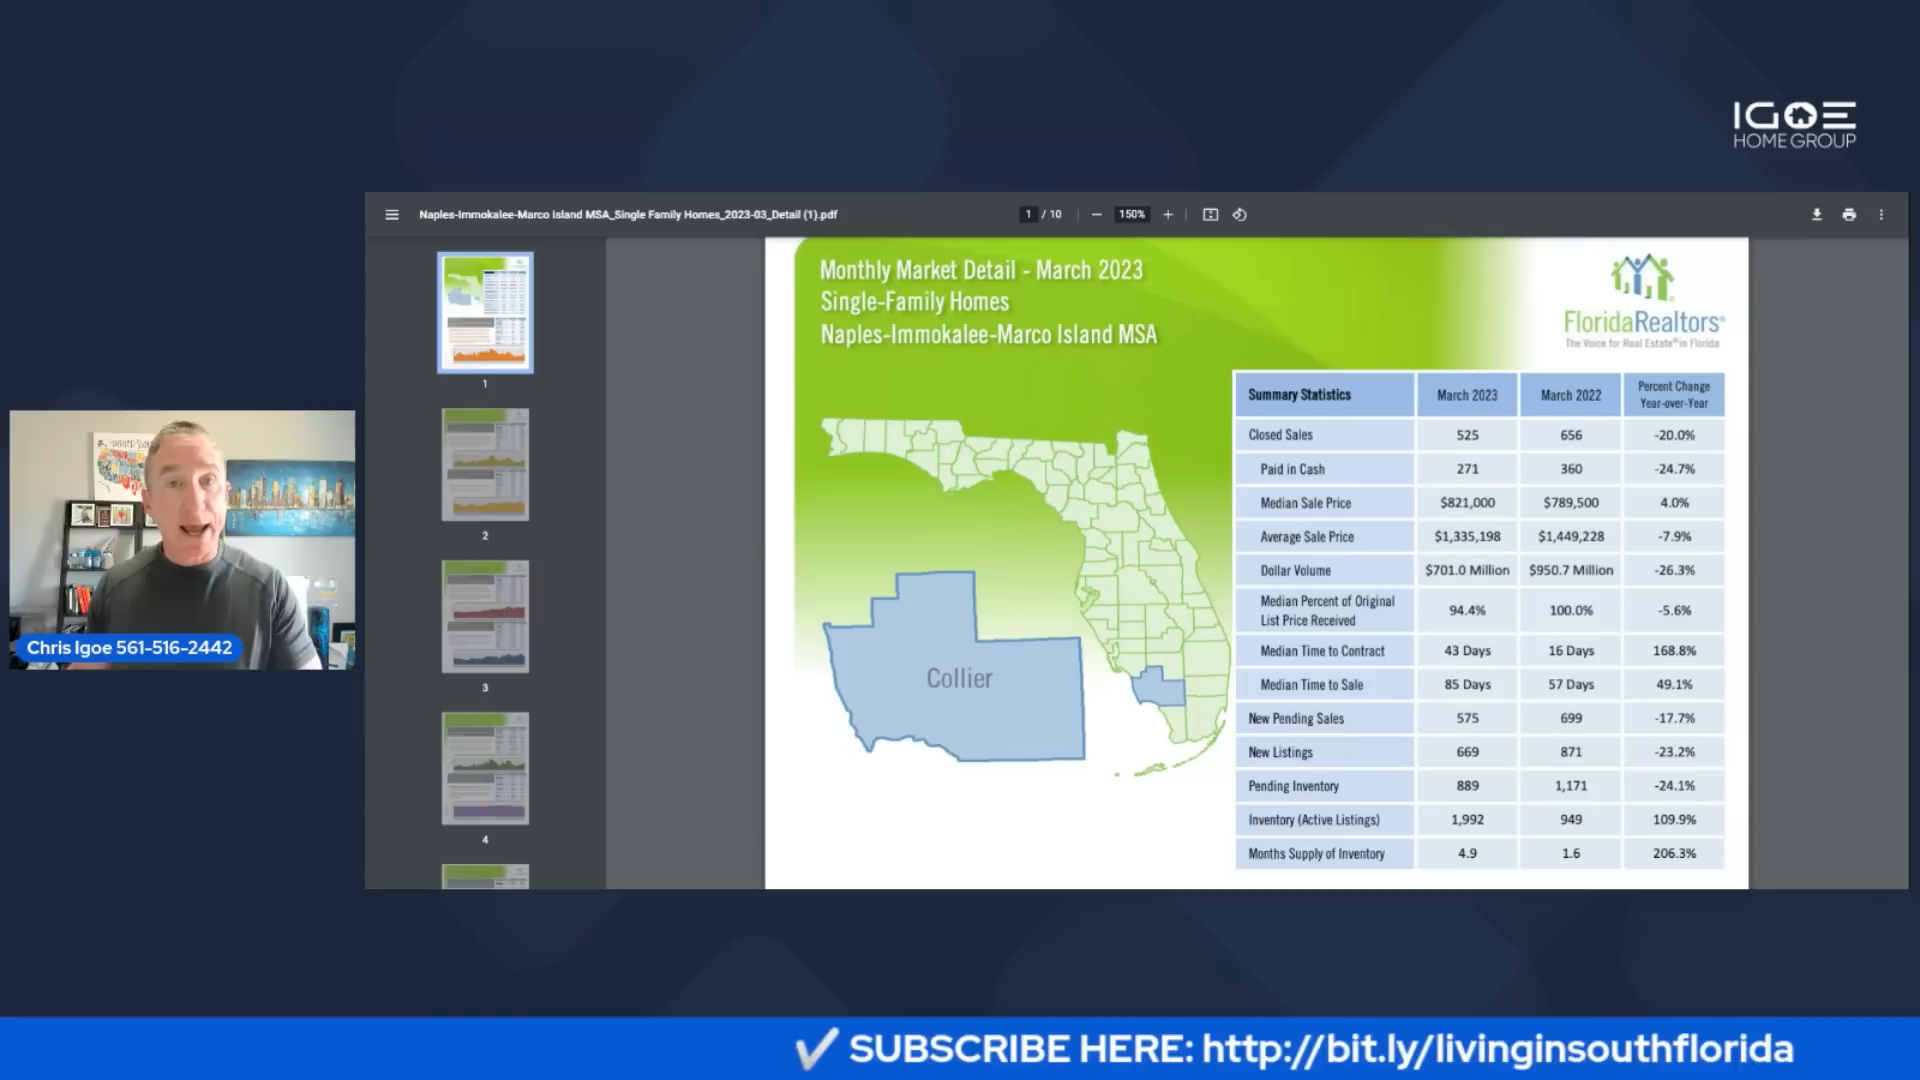 IGOE
HOME GROUP
Naples-Immokalee-Marco Island MSA_Single Family Homes_2023-03_Detail (1).pdf
1 / 10
150%
1
2
3
4
Monthly Market Detail - March 2023
Single-Family Homes
Naples-Immokalee-Marco Island MSA
FloridaRealtors®
The Voice for Real Estate® in Florida
Collier
Summary Statistics March 2023 March 2022 Percent Change Year-over-Year
Closed Sales 525 656 -20.0%
Paid in Cash 271 360 -24.7%
Median Sale Price $821,000 $789,500 4.0%
Average Sale Price $1,335,198 $1,449,228 -7.9%
Dollar Volume $701.0 Million $950.7 Million -26.3%
Median Percent of Original List Price Received 94.4% 100.0% -5.6%
Median Time to Contract 43 Days 16 Days 168.8%
Median Time to Sale 85 Days 57 Days 49.1%
New Pending Sales 575 699 -17.7%
New Listings 669 871 -23.2%
Pending Inventory 889 1,171 -24.1%
Inventory (Active Listings) 1,992 949 109.9%
Months Supply of Inventory 4.9 1.6 206.3%
Chris Igoe 561-516-2442
SUBSCRIBE HERE: http://bit.ly/livinginsouthflorida